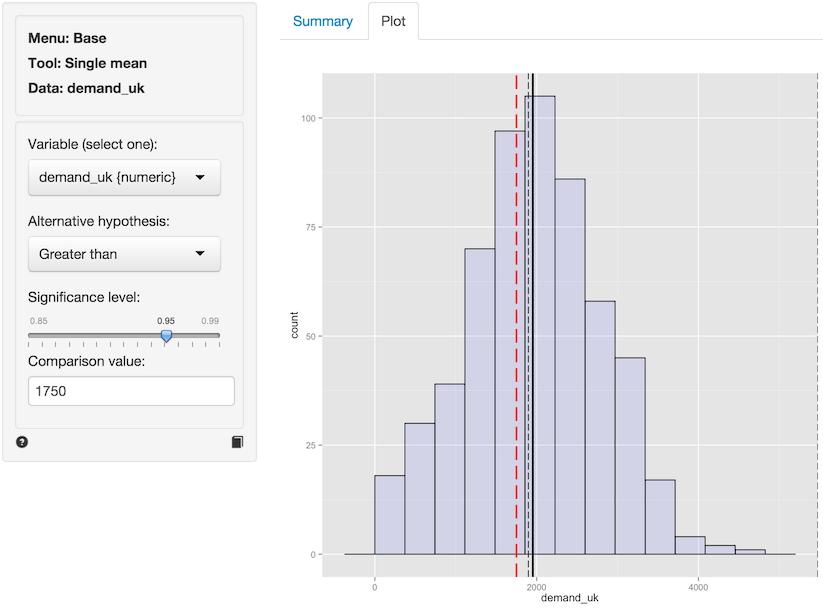 Menu: Base
Tool: Single mean
Data: demand_uk
Variable (select one):
demand_uk {numeric}
Alternative hypothesis:
Greater than
Significance level:
0.85 0.95 0.99
Comparison value:
1750
?
Summary Plot
100
75
50
25
0
count
0 2000 4000
demand_uk